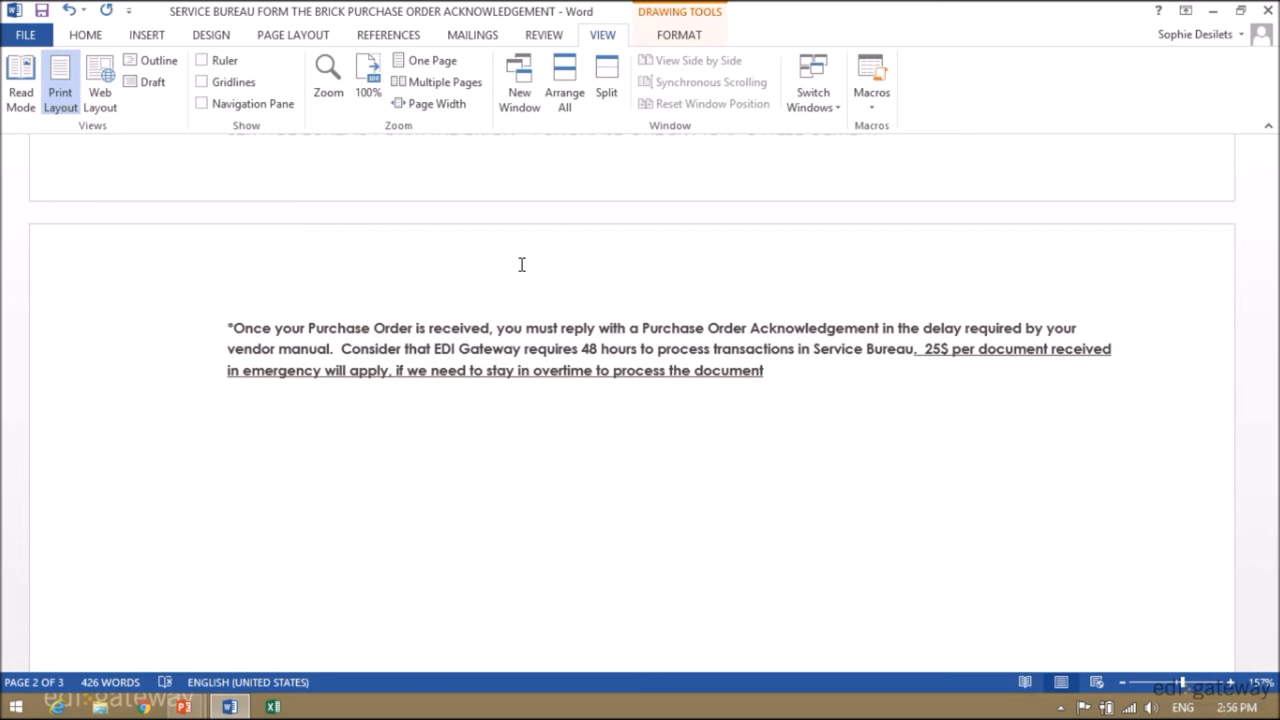 SERVICE BUREAU FORM THE BRICK PURCHASE ORDER ACKNOWLEDGEMENT - Word
DRAWING TOOLS
?
FILE HOME INSERT DESIGN PAGE LAYOUT REFERENCES MAILINGS REVIEW VIEW FORMAT Sophie Desilets
Outline Ruler One Page View Side by Side
Draft Gridlines Multiple Pages Synchronous Scrolling
Navigation Pane Page Width Reset Window Position
Read Mode
Print Layout
Web Layout
Zoom
100%
New Window
Arrange All
Split
Switch Windows
Macros
Views Show Zoom Window Macros
*Once your Purchase Order is received, you must reply with a Purchase Order Acknowledgement in the delay required by your
vendor manual.  Consider that EDI Gateway requires 48 hours to process transactions in Service Bureau.  25$ per document received
in emergency will apply, if we need to stay in overtime to process the document
PAGE 2 OF 3 426 WORDS ENGLISH (UNITED STATES) 157%
edi gateway
edi gateway
ENG 2:56 PM